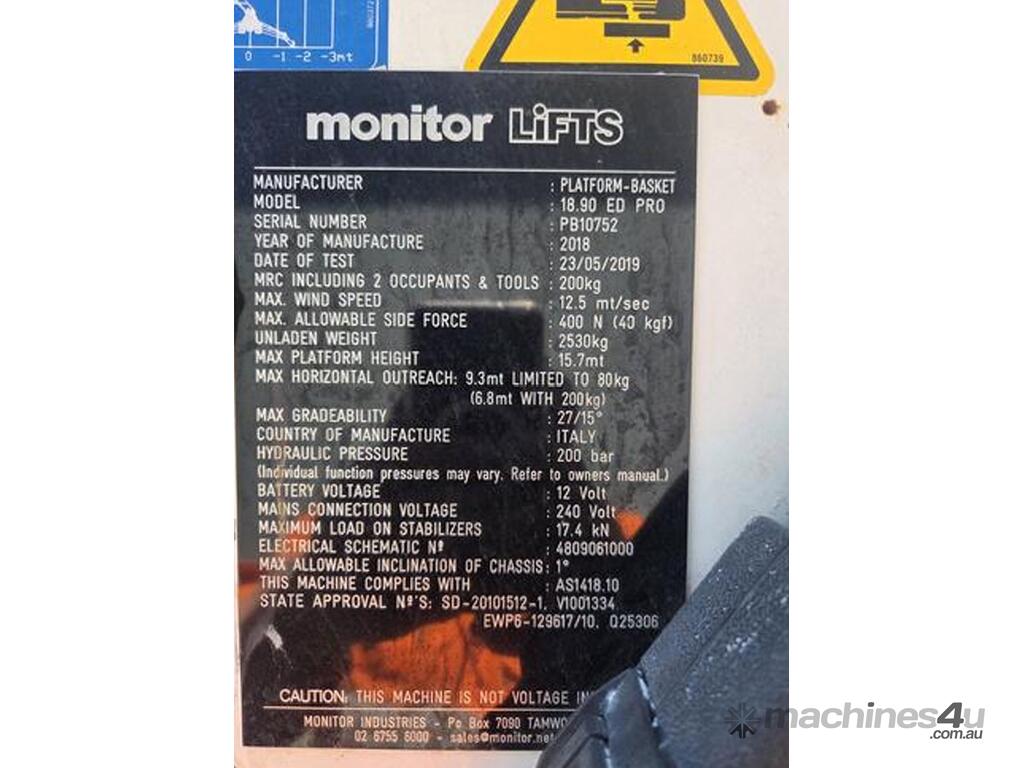 0 -1 -2 -3mt
860739
monitor LiFTS
MANUFACTURER : PLATFORM-BASKET
MODEL : 18.90 ED PRO
SERIAL NUMBER : PB10752
YEAR OF MANUFACTURE : 2018
DATE OF TEST : 23/05/2019
MRC INCLUDING 2 OCCUPANTS & TOOLS : 200kg
MAX. WIND SPEED : 12.5 mt/sec
MAX. ALLOWABLE SIDE FORCE : 400 N (40 kgf)
UNLADEN WEIGHT : 2530kg
MAX PLATFORM HEIGHT : 15.7mt
MAX HORIZONTAL OUTREACH: 9.3mt LIMITED TO 80kg
(6.8mt WITH 200kg)
MAX GRADEABILITY : 27/15°
COUNTRY OF MANUFACTURE : ITALY
HYDRAULIC PRESSURE : 200 bar
(Individual function pressures may vary. Refer to owners manual.)
BATTERY VOLTAGE : 12 Volt
MAINS CONNECTION VOLTAGE : 240 Volt
MAXIMUM LOAD ON STABILIZERS : 17.4 kN
ELECTRICAL SCHEMATIC Nº : 4809061000
MAX ALLOWABLE INCLINATION OF CHASSIS: 1°
THIS MACHINE COMPLIES WITH : AS1418.10
STATE APPROVAL Nº'S: SD-20101512-1, V1001334
EWP6-129617/10, Q25306
CAUTION: THIS MACHINE IS NOT VOLTAGE
MONITOR INDUSTRIES - Po Box 7090
02 6755 6000 - sales@monitor.net
machines4u
.com.au